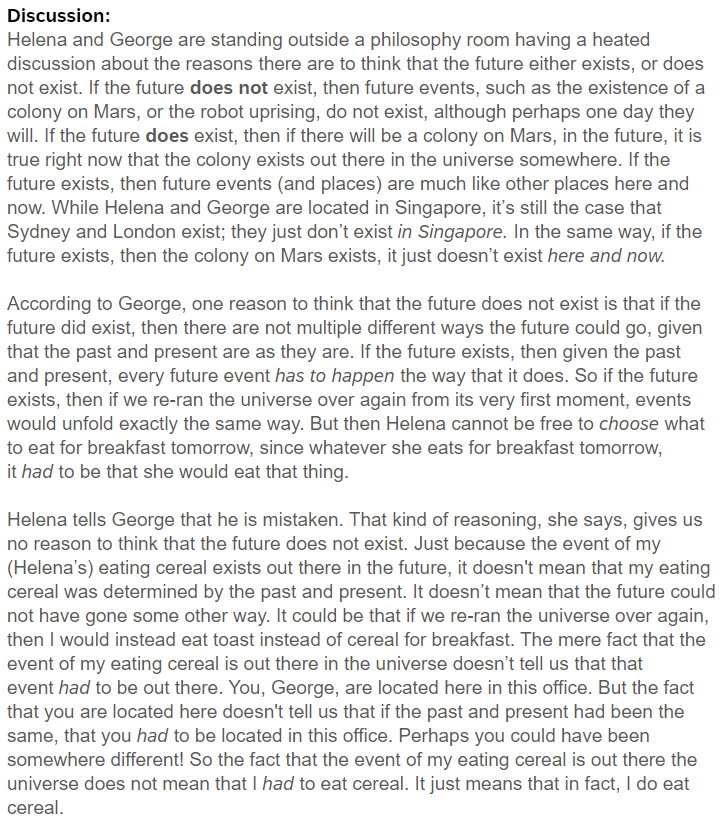 Discussion:
Helena and George are standing outside a philosophy room having a heated
discussion about the reasons there are to think that the future either exists, or does
not exist. If the future does not exist, then future events, such as the existence of a
colony on Mars, or the robot uprising, do not exist, although perhaps one day they
will. If the future does exist, then if there will be a colony on Mars, in the future, it is
true right now that the colony exists out there in the universe somewhere. If the
future exists, then future events (and places) are much like other places here and
now. While Helena and George are located in Singapore, it’s still the case that
Sydney and London exist; they just don’t exist in Singapore. In the same way, if the
future exists, then the colony on Mars exists, it just doesn’t exist here and now.

According to George, one reason to think that the future does not exist is that if the
future did exist, then there are not multiple different ways the future could go, given
that the past and present are as they are. If the future exists, then given the past
and present, every future event has to happen the way that it does. So if the future
exists, then if we re-ran the universe over again from its very first moment, events
would unfold exactly the same way. But then Helena cannot be free to choose what
to eat for breakfast tomorrow, since whatever she eats for breakfast tomorrow,
it had to be that she would eat that thing.

Helena tells George that he is mistaken. That kind of reasoning, she says, gives us
no reason to think that the future does not exist. Just because the event of my
(Helena’s) eating cereal exists out there in the future, it doesn't mean that my eating
cereal was determined by the past and present. It doesn’t mean that the future could
not have gone some other way. It could be that if we re-ran the universe over again,
then I would instead eat toast instead of cereal for breakfast. The mere fact that the
event of my eating cereal is out there in the universe doesn’t tell us that that
event had to be out there. You, George, are located here in this office. But the fact
that you are located here doesn't tell us that if the past and present had been the
same, that you had to be located in this office. Perhaps you could have been
somewhere different! So the fact that the event of my eating cereal is out there the
universe does not mean that I had to eat cereal. It just means that in fact, I do eat
cereal.